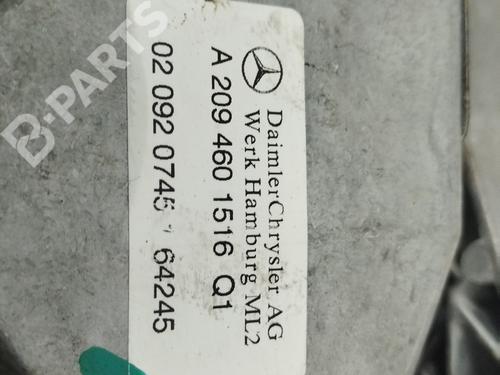 DaimlerChrysler AG
Werk Hamburg ML2
A 209 460 1516 Q1
02 092 0745 * 64245
B-PARTS